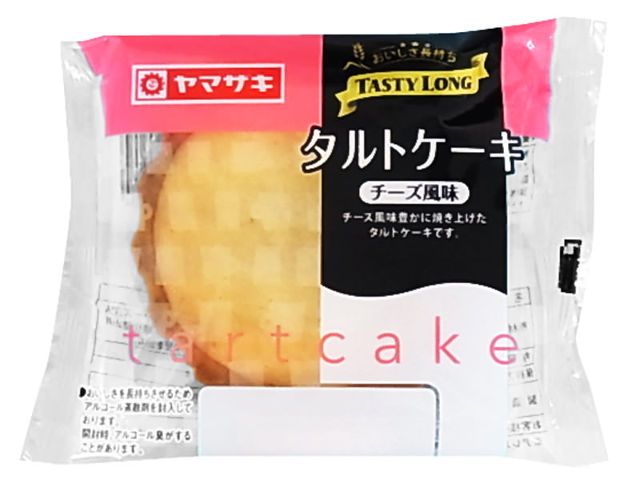 おいしさ長持ち
TASTY LONG
ヤマザキ
タルトケーキ
チーズ風味
チーズ風味豊かに焼き上げた
タルトケーキです。
tartcake
●おいしさを長持ちさせるため
アルコール蒸散剤を封入して
おります。
開封時、アルコール臭がする
ことがあります。